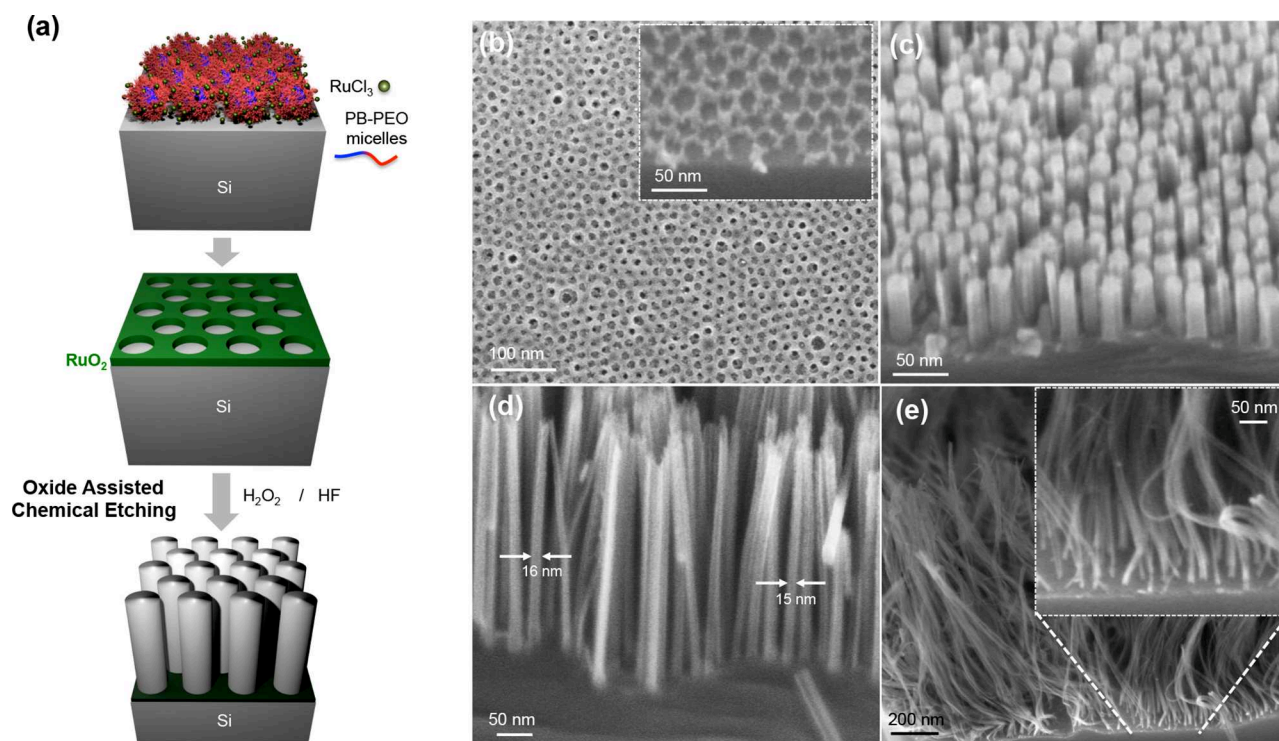 (a)
RuCl₃
PB-PEO
micelles
Si
RuO₂
Si
Oxide Assisted
Chemical Etching
H₂O₂ / HF
Si
(b)
50 nm
100 nm
(c)
50 nm
(d)
16 nm
15 nm
50 nm
(e)
50 nm
200 nm